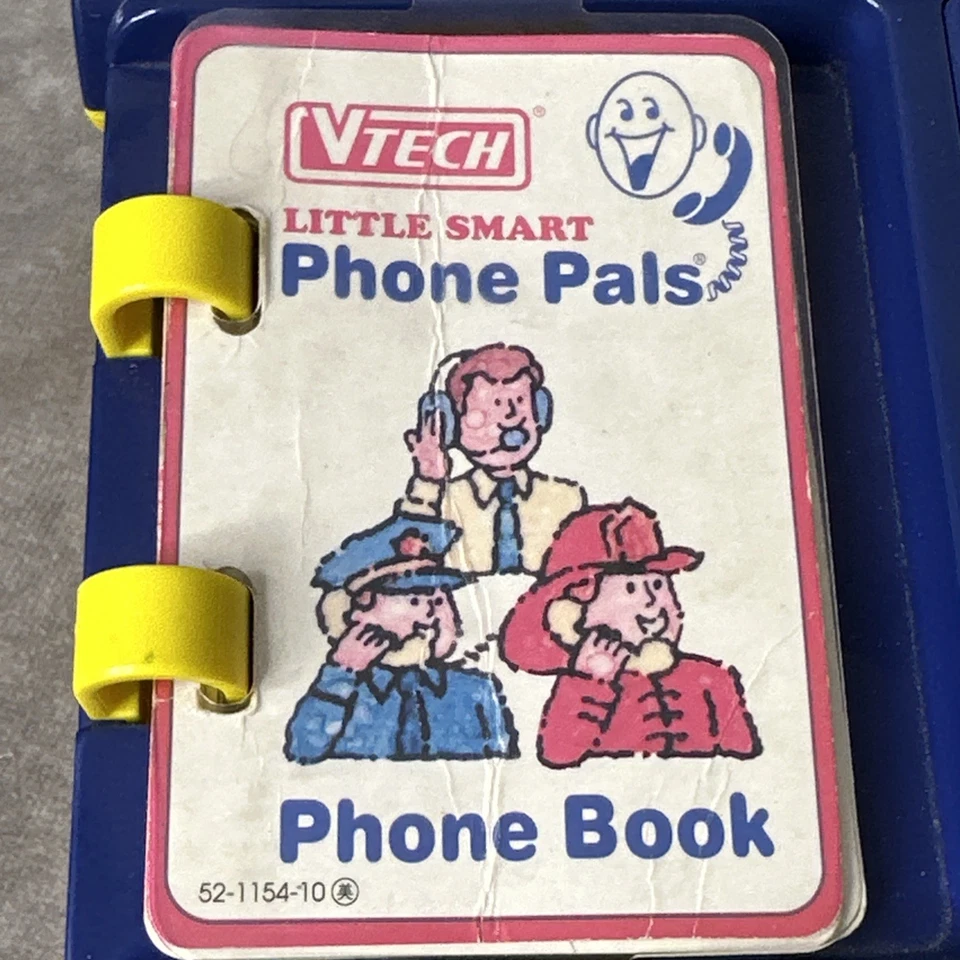 VTECH®
LITTLE SMART
Phone Pals®
Phone Book
52-1154-10 美